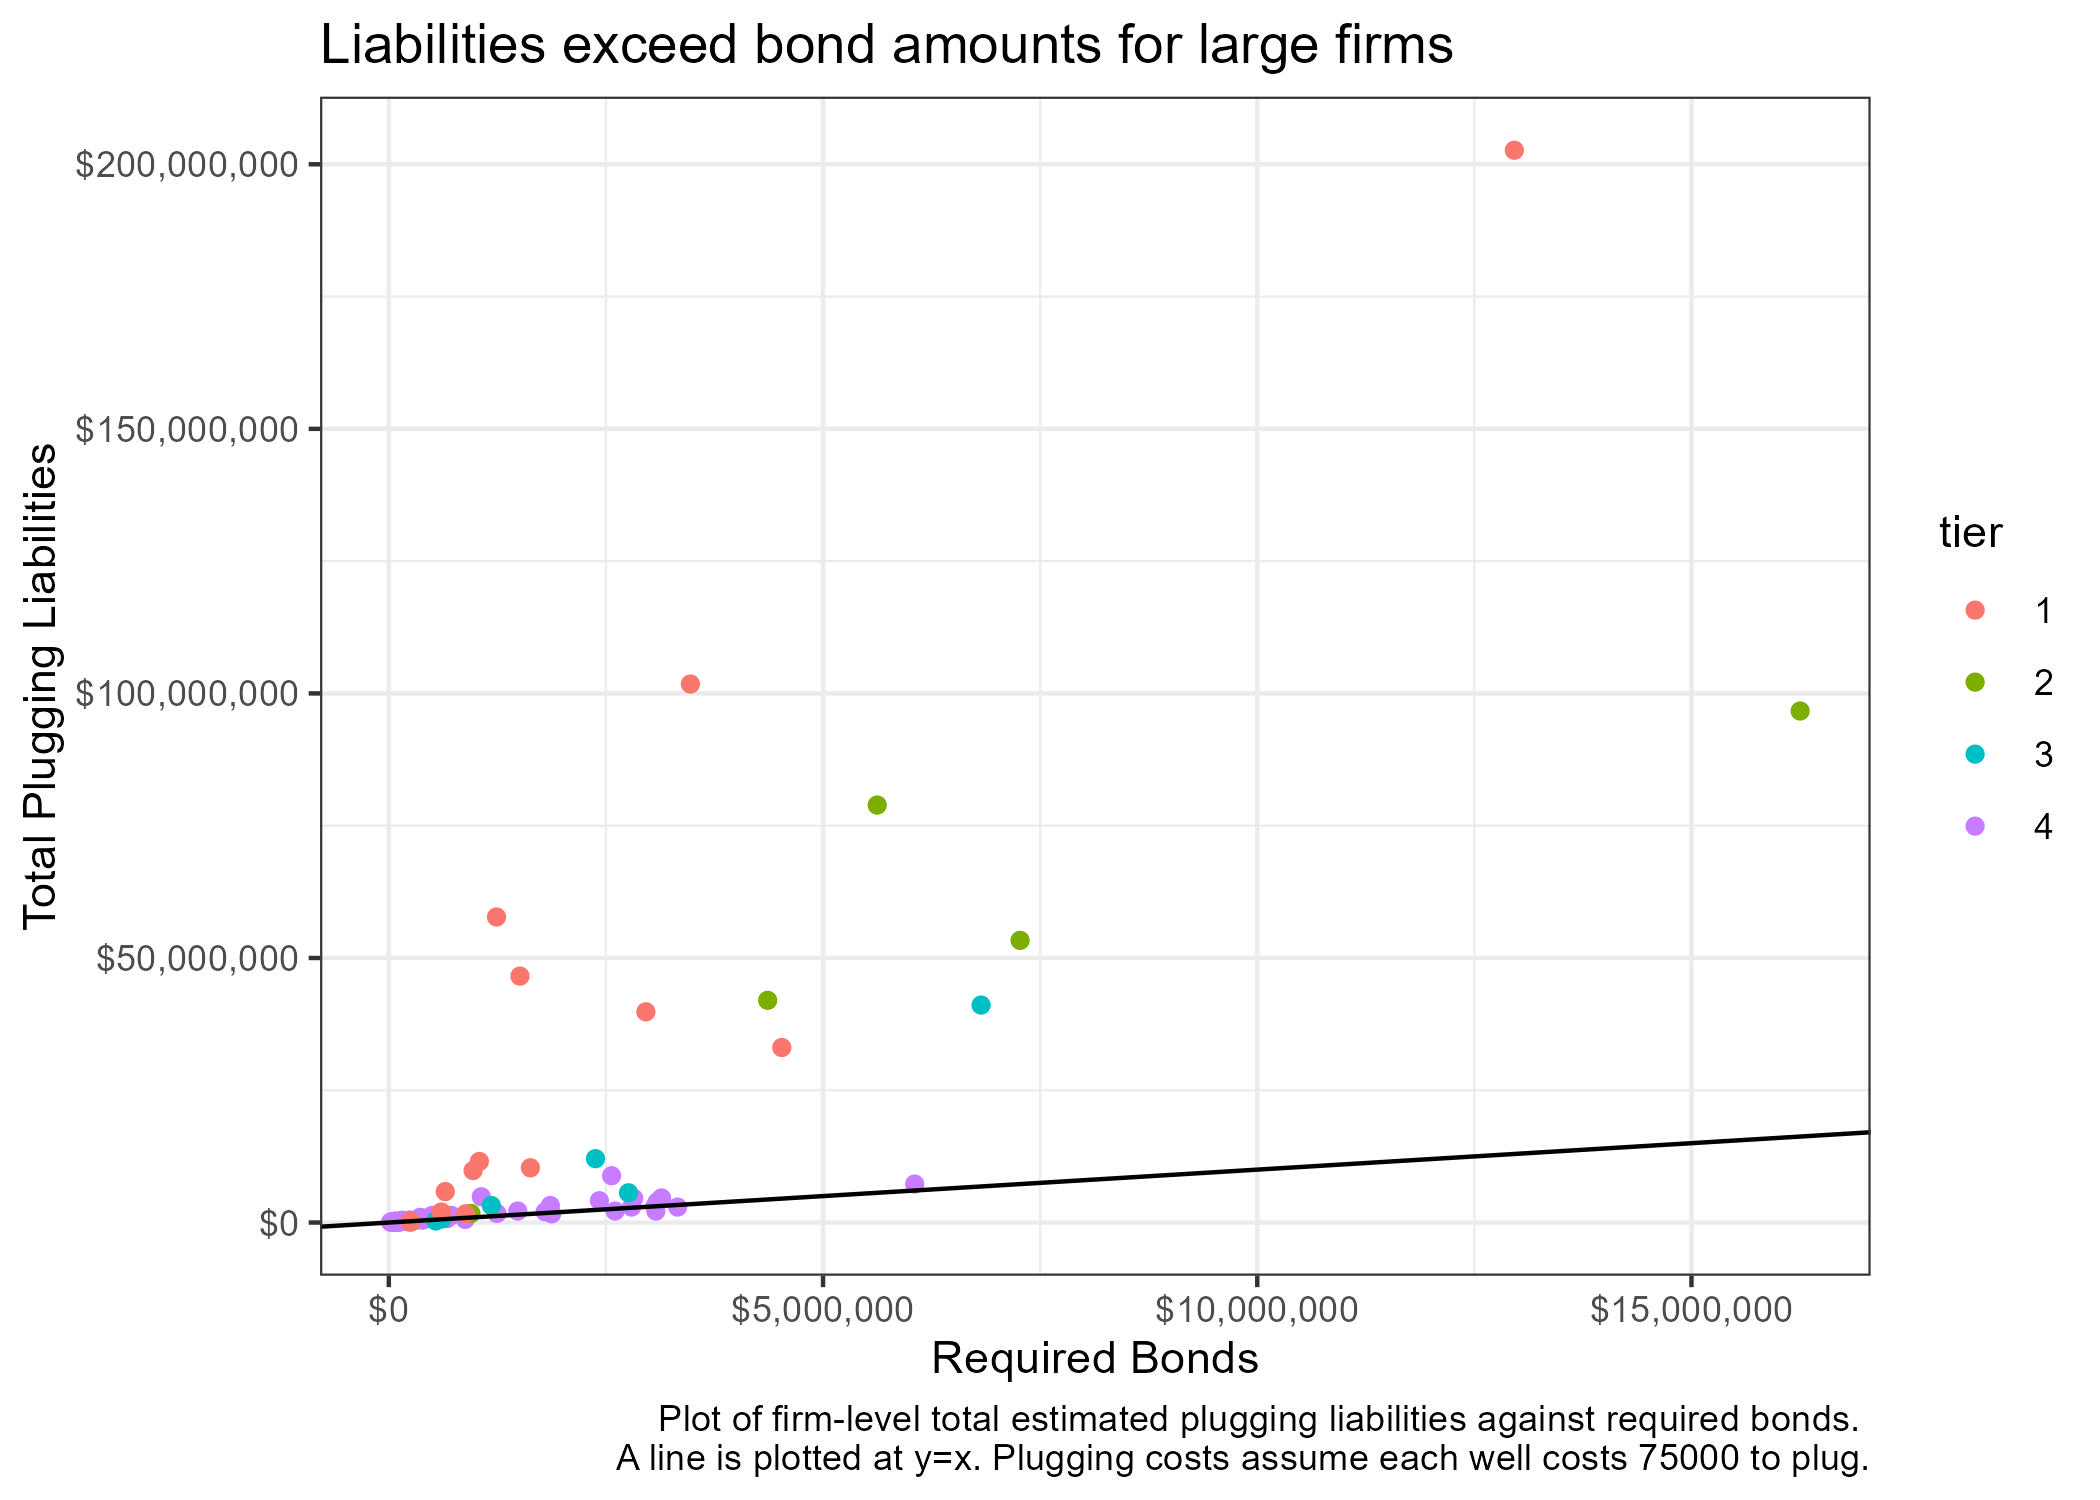 Liabilities exceed bond amounts for large firms
Total Plugging Liabilities
$200,000,000
$150,000,000
$100,000,000
$50,000,000
$0
$0
$5,000,000
$10,000,000
$15,000,000
Required Bonds
tier
1
2
3
4
Plot of firm-level total estimated plugging liabilities against required bonds.
A line is plotted at y=x. Plugging costs assume each well costs 75000 to plug.